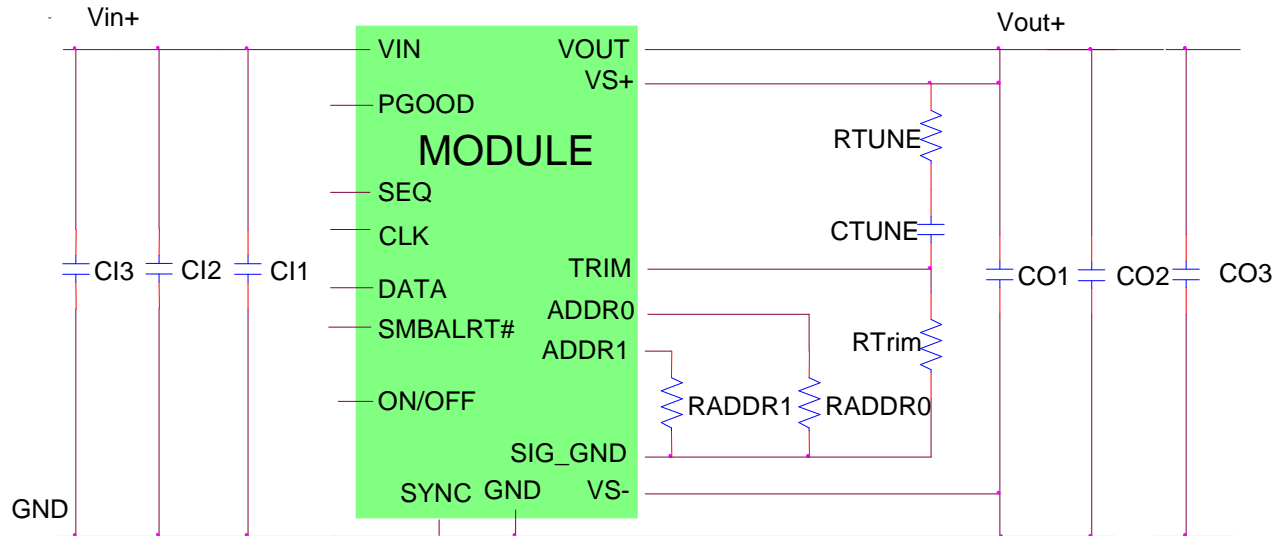 Vin+
Vout+
VIN
VOUT
VS+
PGOOD
RTUNE
MODULE
SEQ
CTUNE
CLK
TRIM
CI3
CI2
CI1
CO1
CO2
CO3
DATA
ADDR0
SMBALRT#
RTrim
ADDR1
ON/OFF
RADDR1
RADDR0
SIG_GND
SYNC
GND
VS-
GND